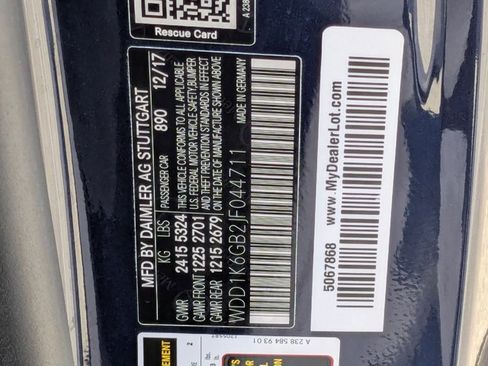 Rescue Card
A 238
MFD BY DAIMLER AG STUTTGART
KG LBS PASSENGER CAR 890 12/17
GVWR 2415 5324 THIS VEHICLE CONFORMS TO ALL APPLICABLE
GAWR FRONT 1225 2701 U.S. FEDERAL MOTOR VEHICLE SAFETY, BUMPER
AND THEFT PREVENTION STANDARDS IN EFFECT
GAWR REAR 1215 2679 ON THE DATE OF MANUFACTURE SHOWN ABOVE
MADE IN GERMANY
WDD1K6GB2JF044711
www.MyDealerLot.com
5067868
A 238 584 93 01
EMENT
2